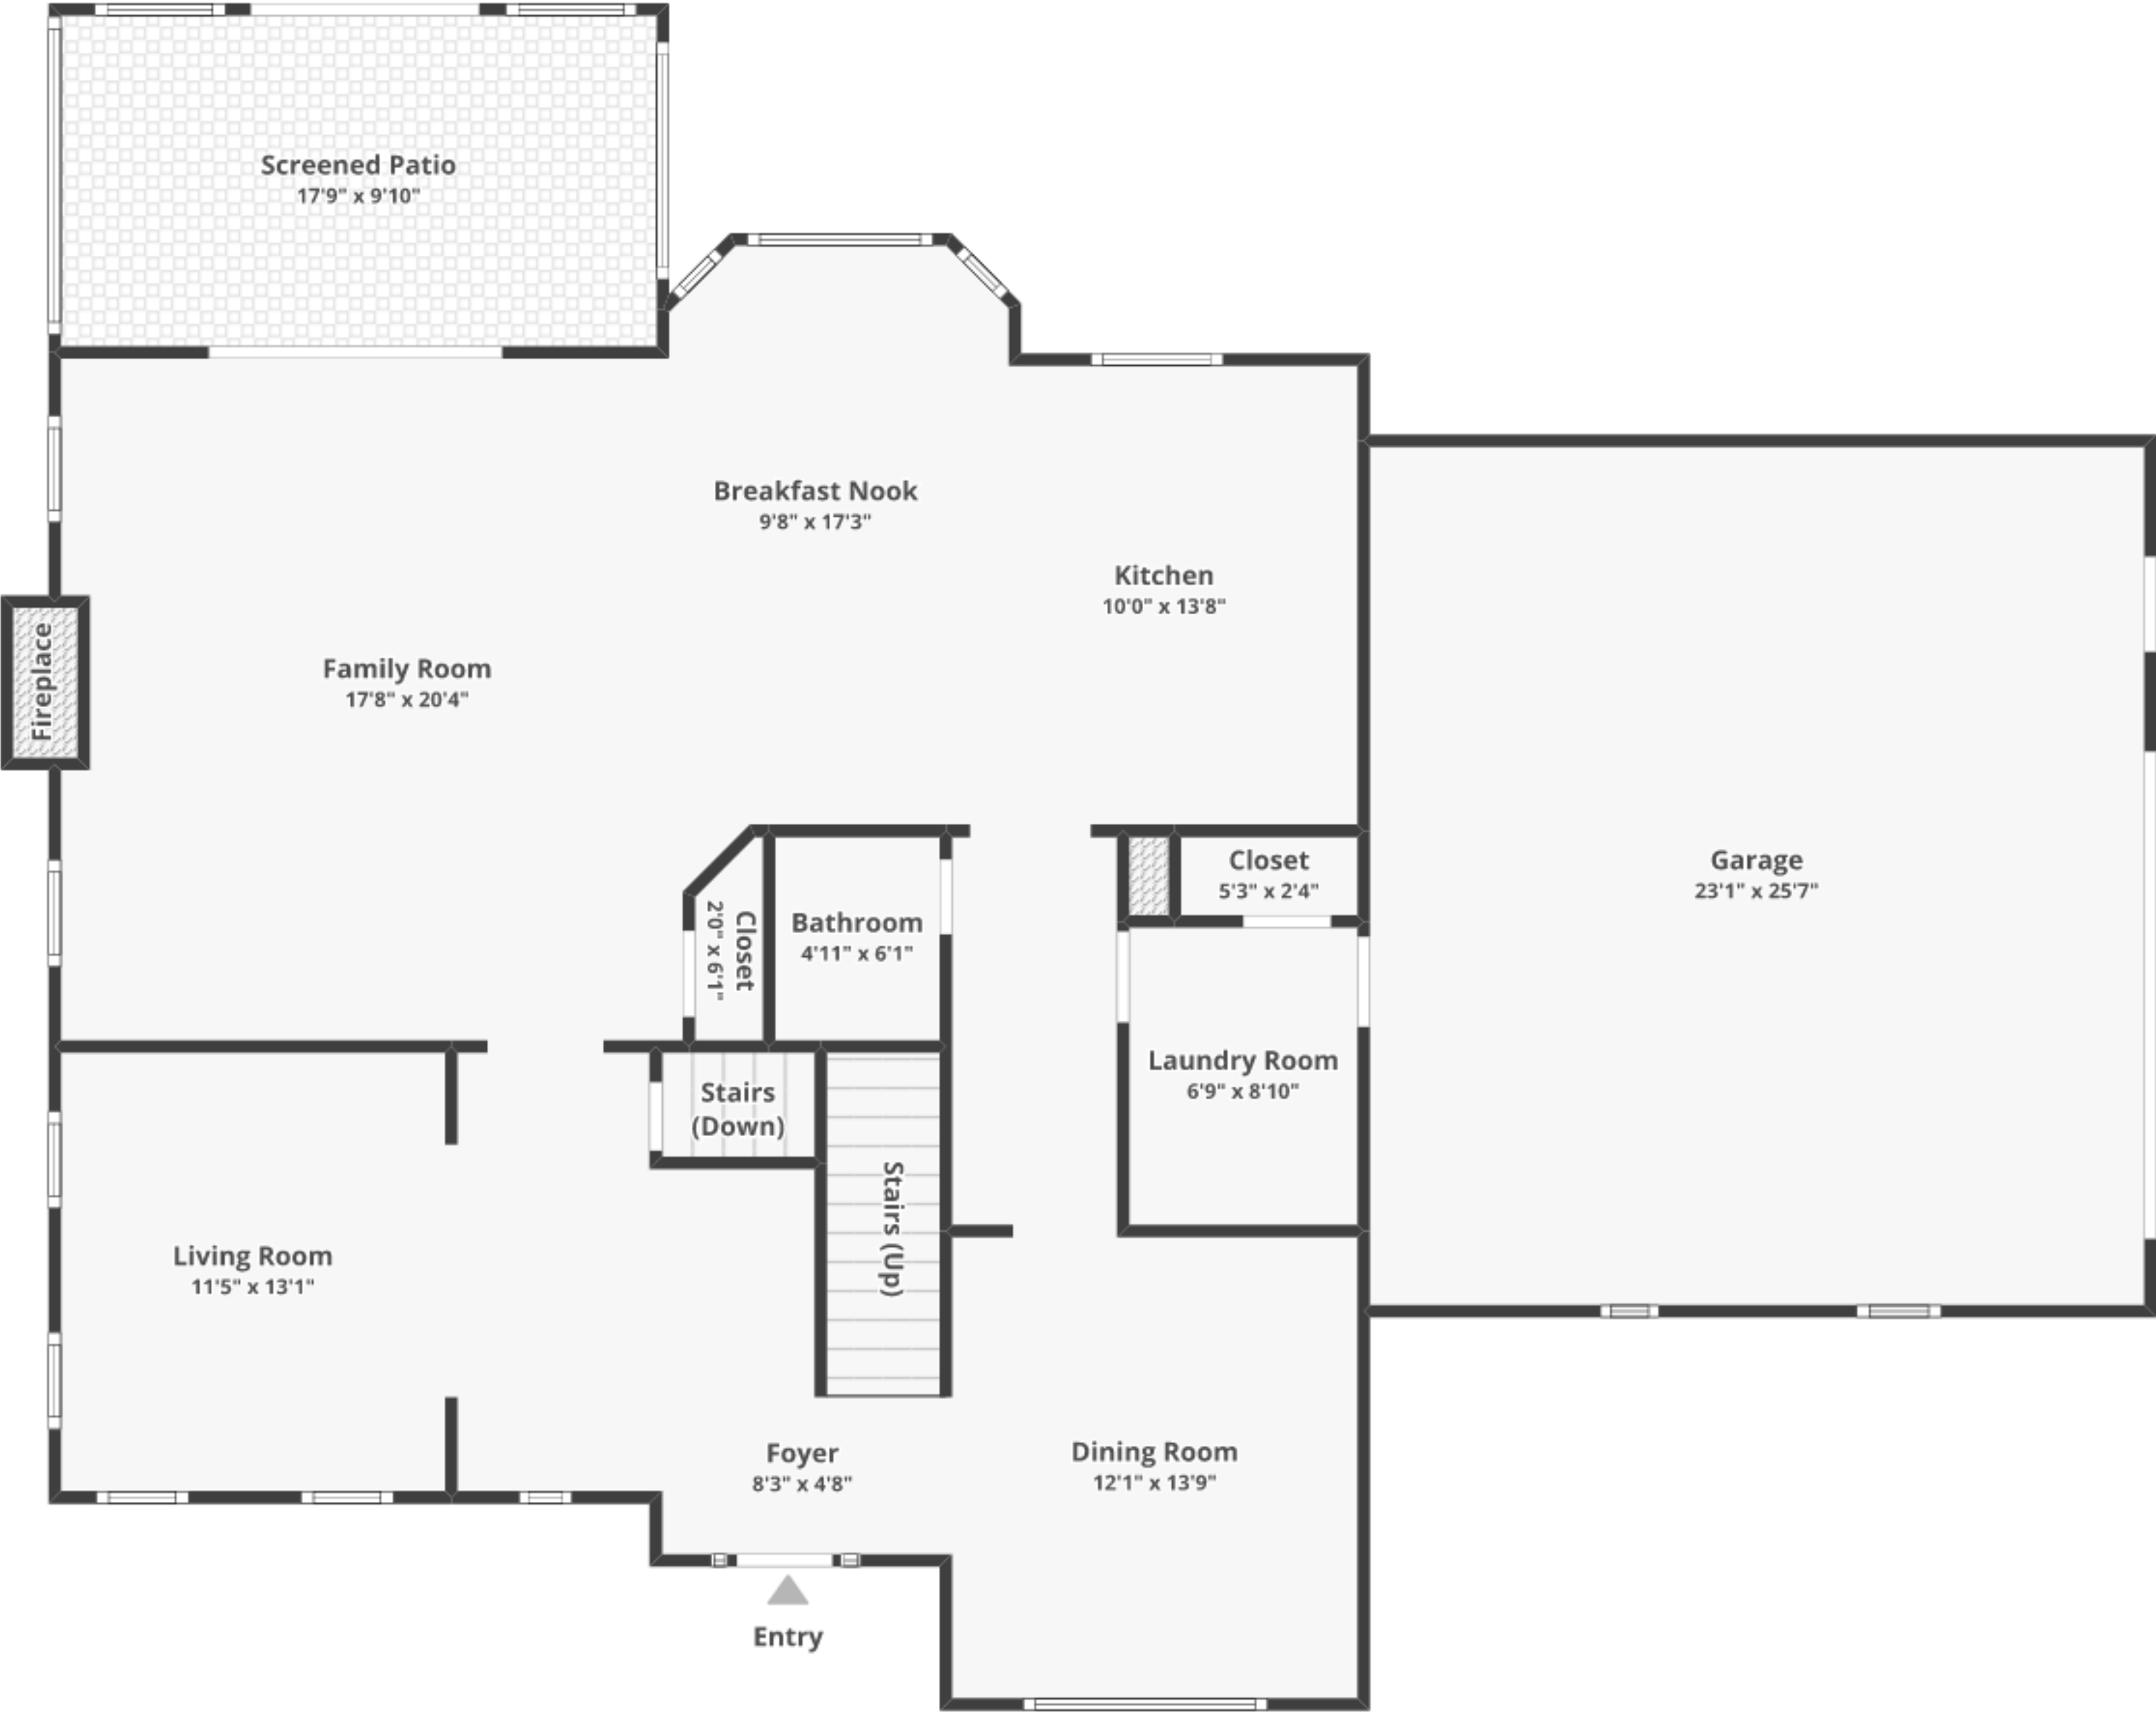 Screened Patio
17'9" x 9'10"
Breakfast Nook
9'8" x 17'3"
Kitchen
10'0" x 13'8"
Fireplace
Family Room
17'8" x 20'4"
Closet
5'3" x 2'4"
Garage
23'1" x 25'7"
Closet
2'0" x 6'1"
Bathroom
4'11" x 6'1"
Laundry Room
6'9" x 8'10"
Stairs
(Down)
Stairs (Up)
Living Room
11'5" x 13'1"
Foyer
8'3" x 4'8"
Dining Room
12'1" x 13'9"
Entry